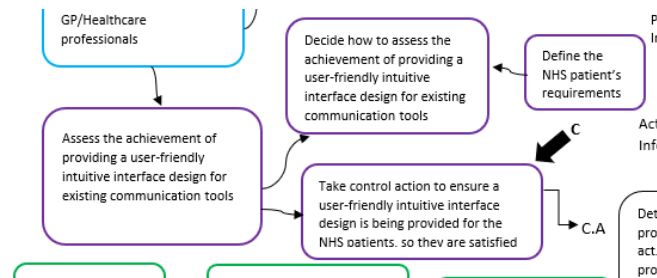 GP/Healthcare
professionals
Decide how to assess the
achievement of providing a
user-friendly intuitive
interface design for existing
communication tools
Define the
NHS patient's
requirements
Assess the achievement of
providing a user-friendly
intuitive interface design for
existing communication tools
C
Take control action to ensure a
user-friendly intuitive interface
design is being provided for the
NHS patients. so they are satisfied
C.A